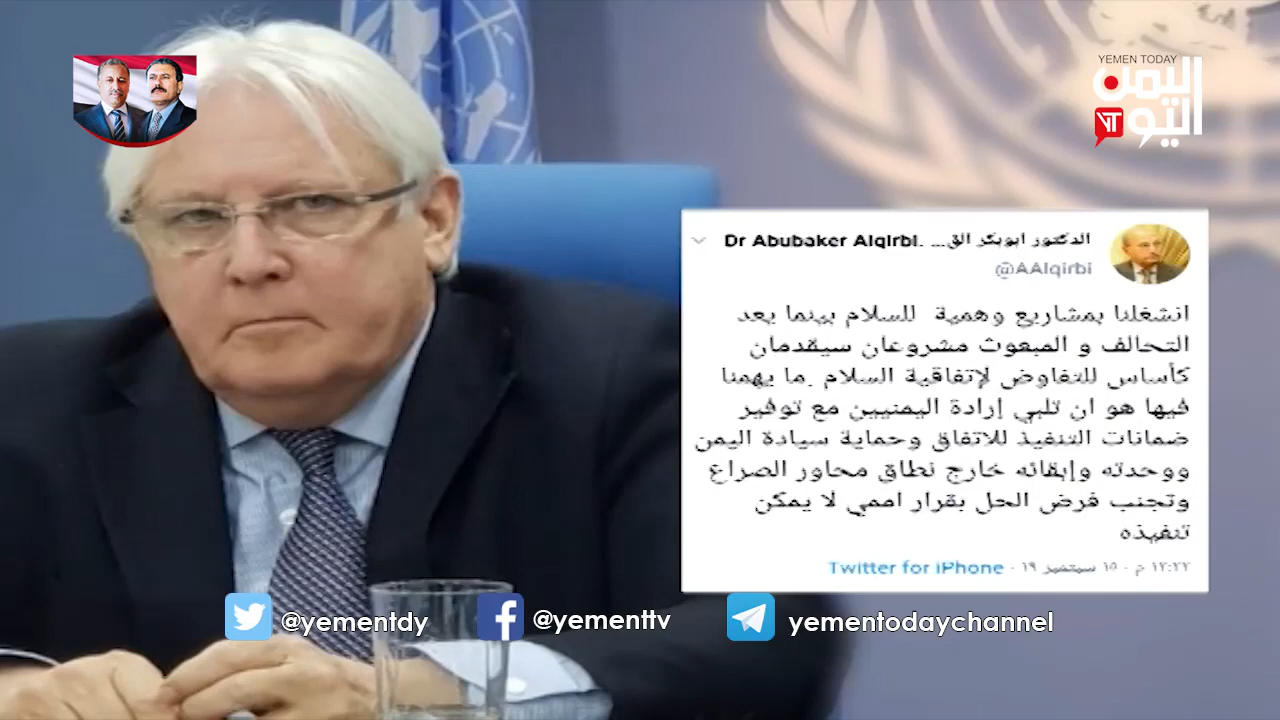 YEMEN TODAY
اليمن
اليوم
YT
الدكتور ابوبكر الق... .Dr Abubaker Alqirbi
@AAlqirbi
انشغلنا بمشاريع وهمية للسلام بينما يعد
التحالف و المبعوث مشروعان سيقدمان
كأساس للتفاوض لإتفاقية السلام .ما يهمنا
فيها هو ان تلبي إرادة اليمنيين مع توفير
ضمانات التنفيذ للاتفاق وحماية سيادة اليمن
ووحدته وإبقائه خارج نطاق محاور الصراع
وتجنب فرض الحل بقرار اممي لا يمكن
تنفيذه
١٢:٢٢ م · ١٥ سبتمبر ١٩ · Twitter for iPhone
@yementdy @yementtv yementodaychannel